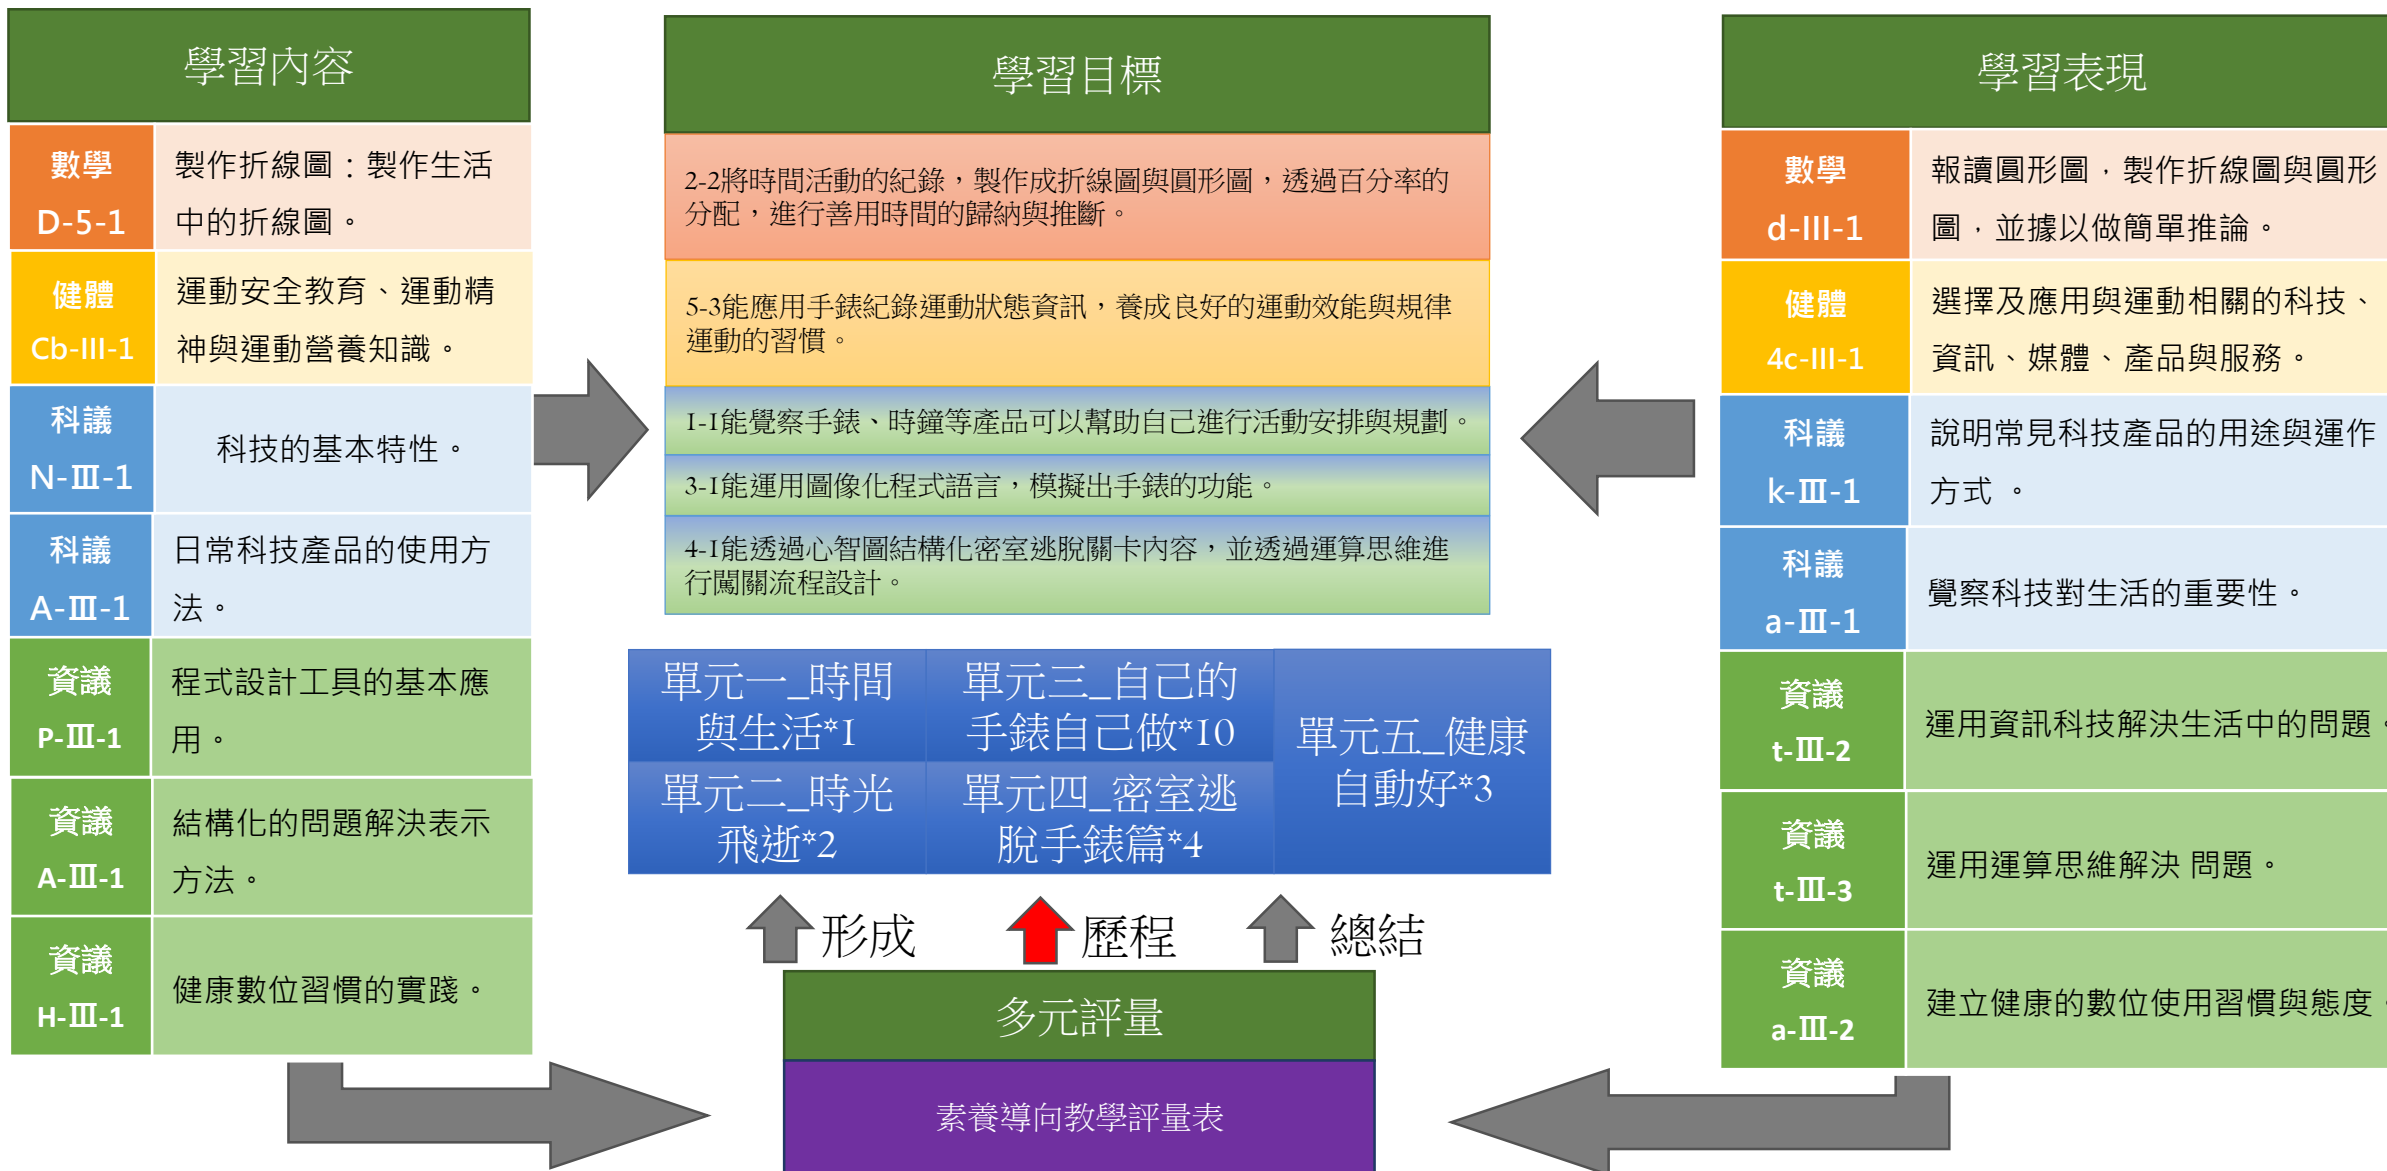 學習內容
數學
D-5-1
製作折線圖：製作生活
中的折線圖。
健體
Cb-III-1
運動安全教育、運動精
神與運動營養知識。
科議
N-Ⅲ-1
科技的基本特性。
科議
A-Ⅲ-1
日常科技產品的使用方
法。
資議
P-Ⅲ-1
程式設計工具的基本應
用。
資議
A-Ⅲ-1
結構化的問題解決表示
方法。
資議
H-Ⅲ-1
健康數位習慣的實踐。
學習目標
2-2將時間活動的紀錄，製作成折線圖與圓形圖，透過百分率的
分配，進行善用時間的歸納與推斷。
5-3能應用手錶紀錄運動狀態資訊，養成良好的運動效能與規律
運動的習慣。
1-1能覺察手錶、時鐘等產品可以幫助自己進行活動安排與規劃。
3-1能運用圖像化程式語言，模擬出手錶的功能。
4-1能透過心智圖結構化密室逃脫關卡內容，並透過運算思維進
行闖關流程設計。
單元一_時間
與生活*1
單元二_時光
飛逝*2
單元三_自己的
手錶自己做*10
單元四_密室逃
脫手錶篇*4
單元五_健康
自動好*3
形成
歷程
總結
多元評量
素養導向教學評量表
學習表現
數學
d-III-1
報讀圓形圖，製作折線圖與圓形
圖，並據以做簡單推論。
健體
4c-III-1
選擇及應用與運動相關的科技、
資訊、媒體、產品與服務。
科議
k-Ⅲ-1
說明常見科技產品的用途與運作
方式 。
科議
a-Ⅲ-1
覺察科技對生活的重要性。
資議
t-Ⅲ-2
運用資訊科技解決生活中的問題。
資議
t-Ⅲ-3
運用運算思維解決 問題。
資議
a-Ⅲ-2
建立健康的數位使用習慣與態度。